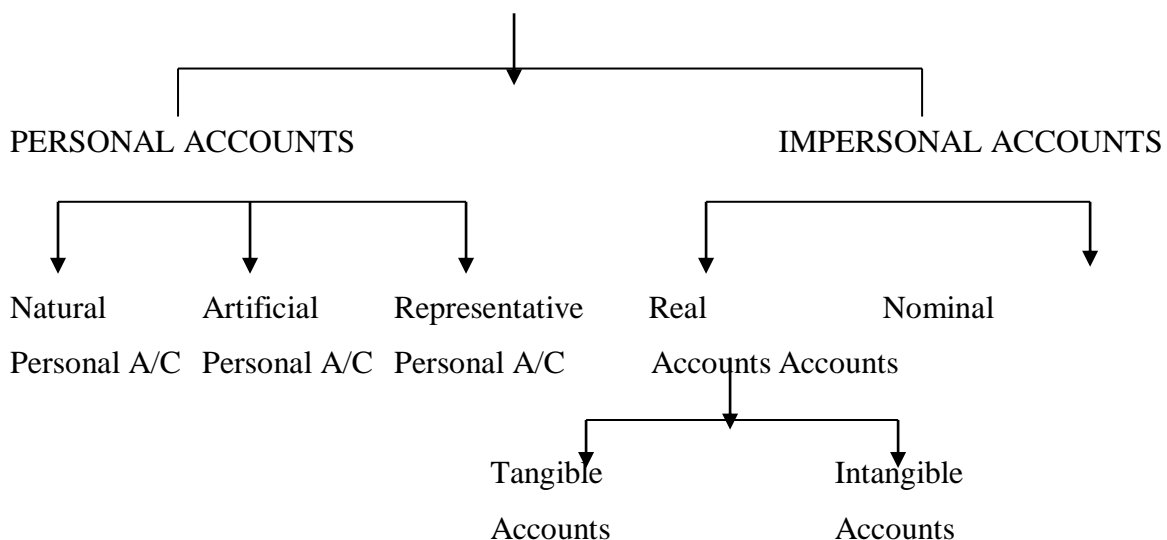 PERSONAL ACCOUNTS IMPERSONAL ACCOUNTS
Natural Artificial Representative Real Nominal
Personal A/C Personal A/C Personal A/C Accounts Accounts
Tangible Intangible
Accounts Accounts